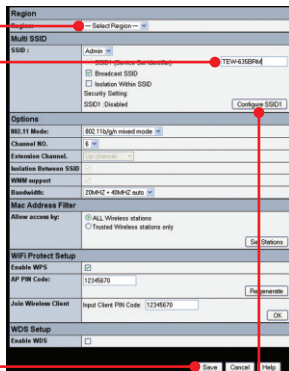 Region
Region: --- Select Region ---
Multi SSID
SSID : Admin
SSID1 (Device Set Identifier) TEW-635BRM
Broadcast SSID
Isolation Within SSID
Security Setting:
SSID1 :Disabled Configure SSID1
Options
802.11 Mode: 802.11b/g/n mixed mode
Channel NO. 6
Extension Channel. Up channel
Isolation Between SSID
WMM support
Bandwidth: 20MHZ + 40MHZ auto
Mac Address Filter
Allow access by: ALL Wireless stations
Trusted Wireless stations only
Set Stations
WiFi Protect Setup
Enable WPS
AP PIN Code: 12345670
Regenerate
Join Wireless Client Input Client PIN Code: 12345670
OK
WDS Setup
Enable WDS
Save Cancel Help